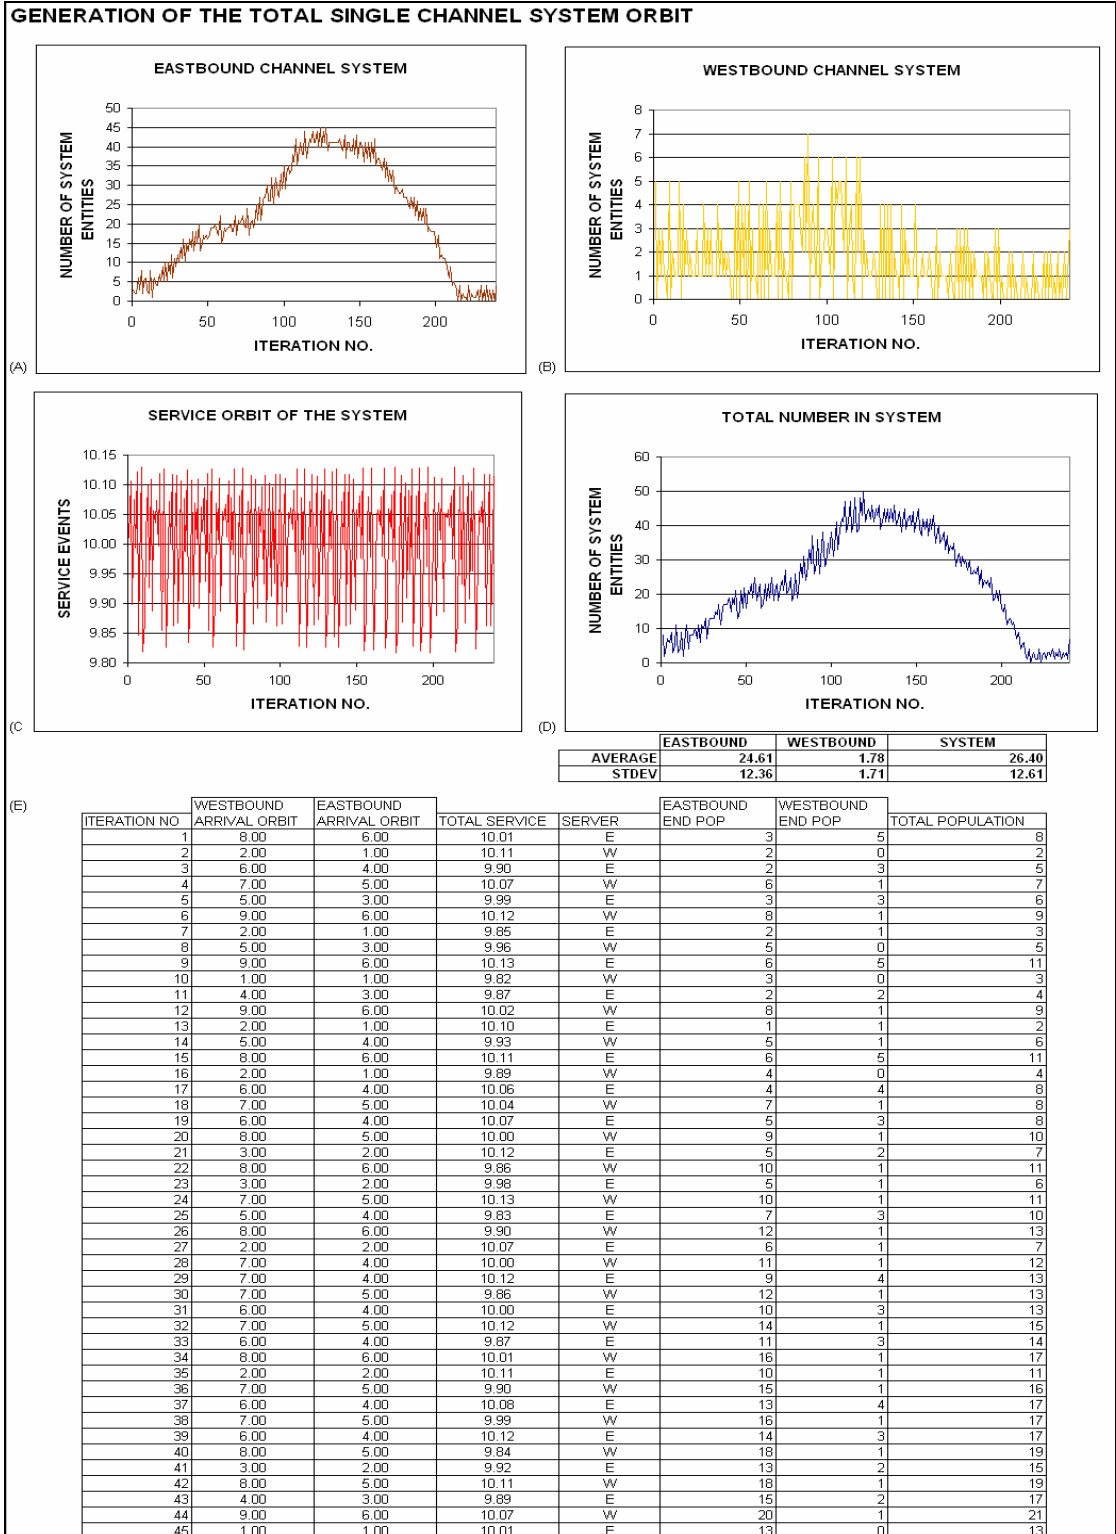 GENERATION OF THE TOTAL SINGLE CHANNEL SYSTEM ORBIT
EASTBOUND CHANNEL SYSTEM
NUMBER OF SYSTEM ENTITIES
50
45
40
35
30
25
20
15
10
5
0
0 50 100 150 200
ITERATION NO.
(A)
WESTBOUND CHANNEL SYSTEM
NUMBER OF SYSTEM ENTITIES
8
7
6
5
4
3
2
1
0
0 50 100 150 200
ITERATION NO.
(B)
SERVICE ORBIT OF THE SYSTEM
SERVICE EVENTS
10.15
10.10
10.05
10.00
9.95
9.90
9.85
9.80
0 50 100 150 200
ITERATION NO.
(C
TOTAL NUMBER IN SYSTEM
NUMBER OF SYSTEM ENTITIES
60
50
40
30
20
10
0
0 50 100 150 200
ITERATION NO.
(D)
EASTBOUND WESTBOUND SYSTEM
AVERAGE 24.61 1.78 26.40
STDEV 12.36 1.71 12.61
(E)
WESTBOUND EASTBOUND EASTBOUND WESTBOUND
ITERATION NO ARRIVAL ORBIT ARRIVAL ORBIT TOTAL SERVICE SERVER END POP END POP TOTAL POPULATION
1 8.00 6.00 10.01 E 3 5 8
2 2.00 1.00 10.11 W 2 0 2
3 6.00 4.00 9.90 E 2 3 5
4 7.00 5.00 10.07 W 6 1 7
5 5.00 3.00 9.99 E 3 3 6
6 9.00 6.00 10.12 W 8 1 9
7 2.00 1.00 9.85 E 2 1 3
8 5.00 3.00 9.96 W 5 0 5
9 9.00 6.00 10.13 E 6 5 11
10 1.00 1.00 9.82 W 3 0 3
11 4.00 3.00 9.87 E 2 2 4
12 9.00 6.00 10.02 W 8 1 9
13 2.00 1.00 10.10 E 1 1 2
14 5.00 4.00 9.93 W 5 1 6
15 8.00 6.00 10.11 E 6 5 11
16 2.00 1.00 9.89 W 4 0 4
17 6.00 4.00 10.06 E 4 4 8
18 7.00 5.00 10.04 W 7 1 8
19 6.00 4.00 10.07 E 5 3 8
20 8.00 5.00 10.00 W 9 1 10
21 3.00 2.00 10.12 E 5 2 7
22 8.00 6.00 9.86 W 10 1 11
23 3.00 2.00 9.98 E 5 1 6
24 7.00 5.00 10.13 W 10 1 11
25 5.00 4.00 9.83 E 7 3 10
26 8.00 6.00 9.90 W 12 1 13
27 2.00 2.00 10.07 E 6 1 7
28 7.00 4.00 10.00 W 11 1 12
29 7.00 4.00 10.12 E 9 4 13
30 7.00 5.00 9.86 W 12 1 13
31 6.00 4.00 10.00 E 10 3 13
32 7.00 5.00 10.12 W 14 1 15
33 6.00 4.00 9.87 E 11 3 14
34 8.00 6.00 10.01 W 16 1 17
35 2.00 2.00 10.11 E 10 1 11
36 7.00 5.00 9.90 W 15 1 16
37 6.00 4.00 10.08 E 13 4 17
38 7.00 5.00 9.99 W 16 1 17
39 6.00 4.00 10.12 E 14 3 17
40 8.00 5.00 9.84 W 18 1 19
41 3.00 2.00 9.92 E 13 2 15
42 8.00 5.00 10.11 W 18 1 19
43 4.00 3.00 9.89 E 15 2 17
44 9.00 6.00 10.07 W 20 1 21
45 1.00 1.00 10.01 E 13 0 13